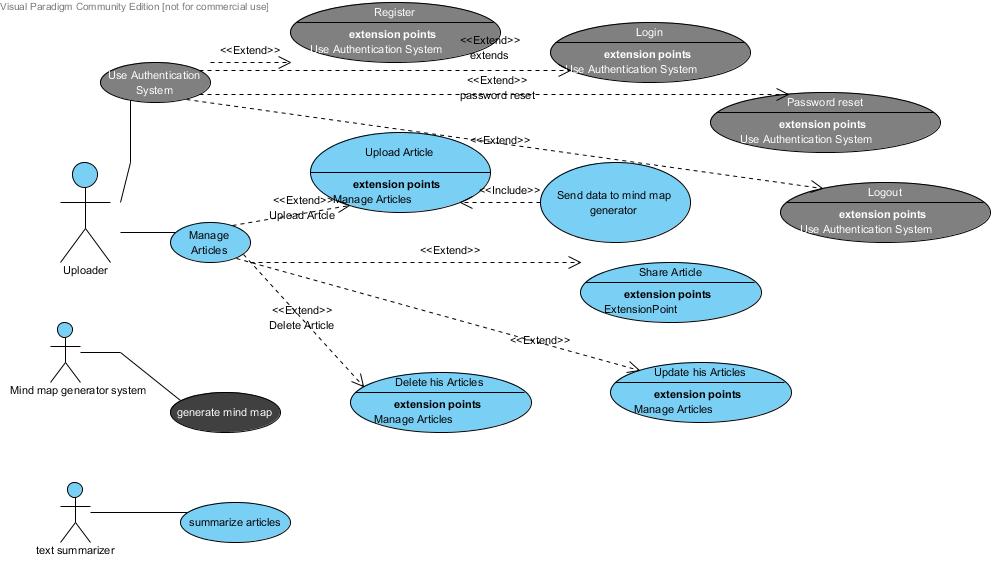 Visual Paradigm Community Edition [not for commercial use]
Register
extension points
Use Authentication System
<<Extend>>
<<Extend>>
extends
Login
extension points
Use Authentication System
Use Authentication
System
<<Extend>>
password reset
Password reset
extension points
Use Authentication System
<<Extend>>
Upload Article
extension points
Manage Articles
<<Include>>
Send data to mind map
generator
Logout
extension points
Use Authentication System
<<Extend>>
Upload Article
Manage
Articles
Uploader
<<Extend>>
Share Article
extension points
ExtensionPoint
<<Extend>>
Delete Article
<<Extend>>
Delete his Articles
extension points
Manage Articles
Update his Articles
extension points
Manage Articles
Mind map generator system
generate mind map
summarize articles
text summarizer